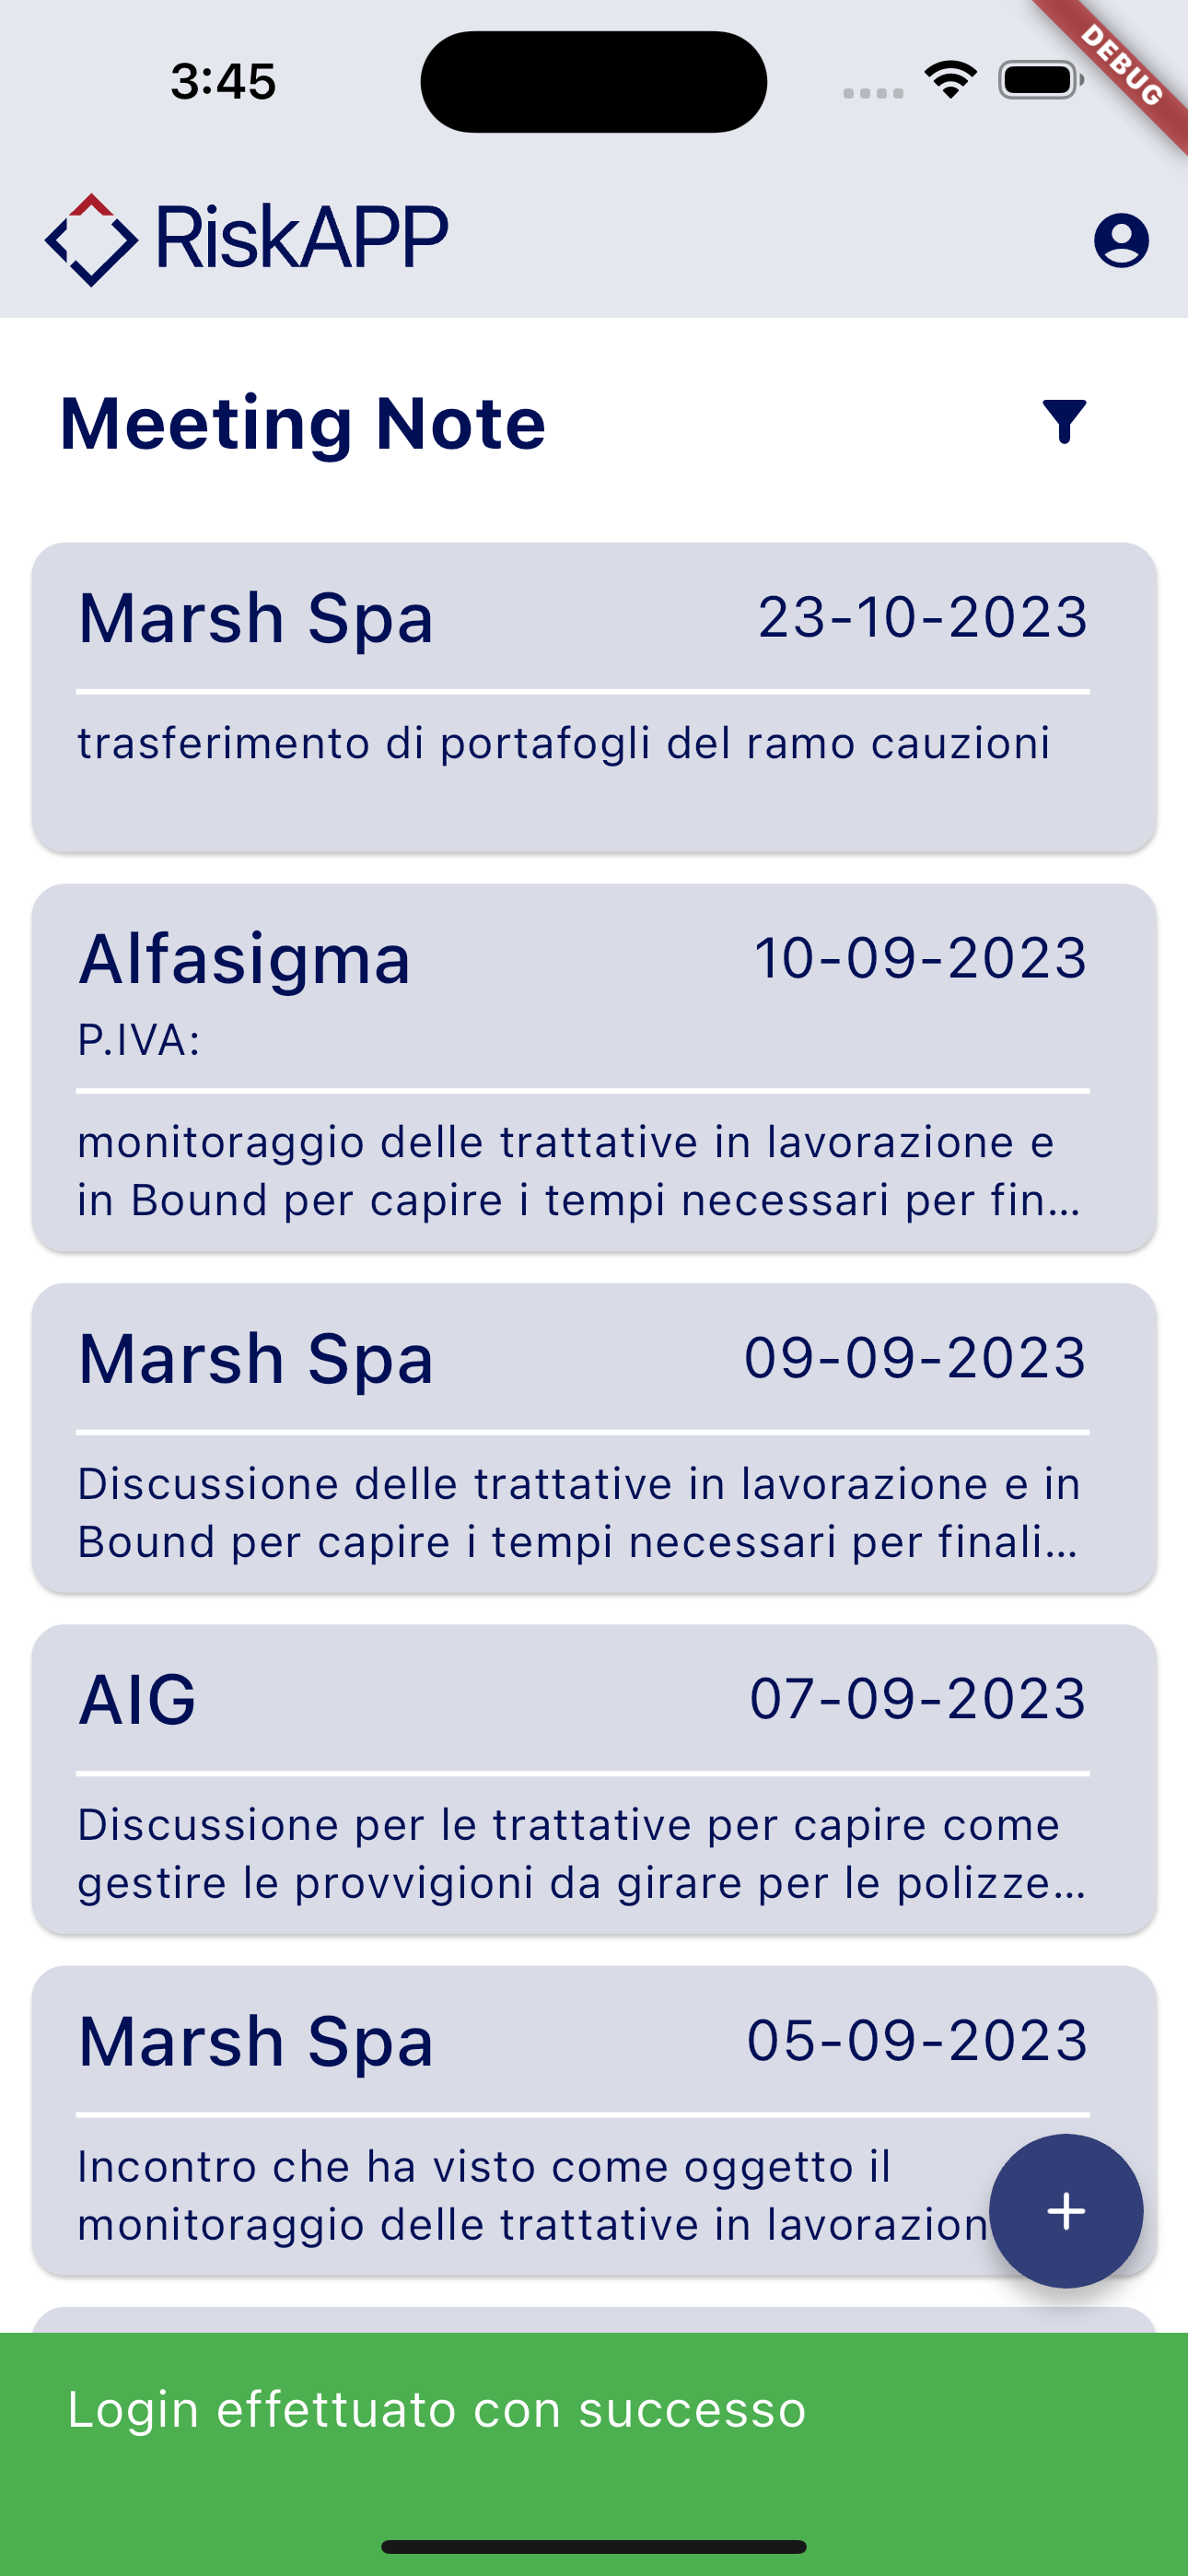 3:45
DEBUG
RiskAPP
Meeting Note
Marsh Spa
23-10-2023
trasferimento di portafogli del ramo cauzioni
Alfasigma
10-09-2023
P.IVA:
monitoraggio delle trattative in lavorazione e
in Bound per capire i tempi necessari per fin...
Marsh Spa
09-09-2023
Discussione delle trattative in lavorazione e in
Bound per capire i tempi necessari per finali...
AIG
07-09-2023
Discussione per le trattative per capire come
gestire le provvigioni da girare per le polizze...
Marsh Spa
05-09-2023
Incontro che ha visto come oggetto il
monitoraggio delle trattative in lavorazion
+
Login effettuato con successo